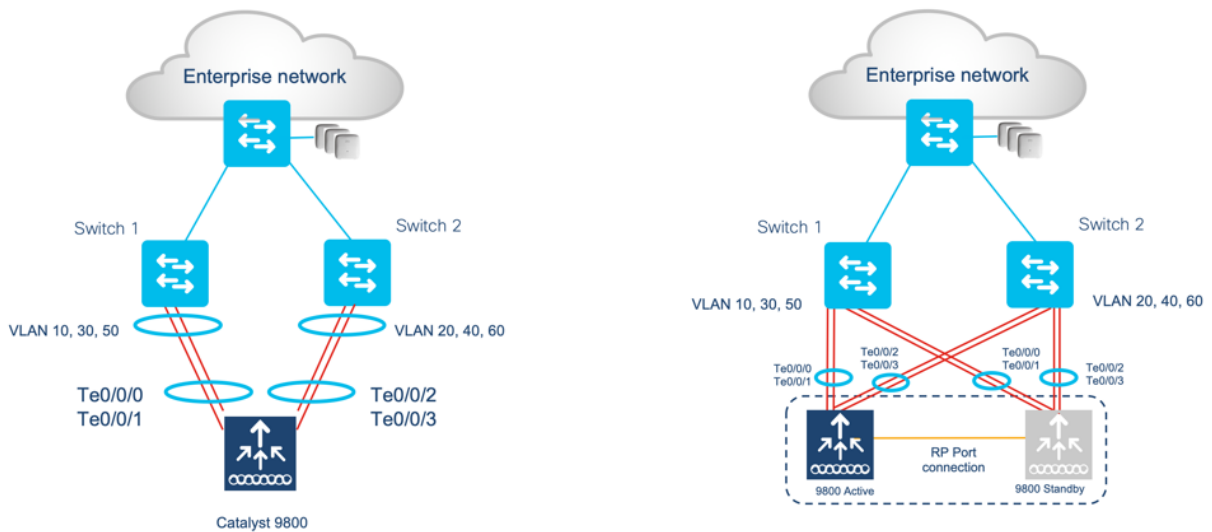 Enterprise network
Switch 1
Switch 2
VLAN 10, 30, 50
VLAN 20, 40, 60
Te0/0/0
Te0/0/1
Te0/0/2
Te0/0/3
Catalyst 9800
Enterprise network
Switch 1
Switch 2
VLAN 10, 30, 50
VLAN 20, 40, 60
Te0/0/0
Te0/0/1
Te0/0/2
Te0/0/3
Te0/0/0
Te0/0/1
Te0/0/2
Te0/0/3
RP Port
connection
9800 Active
9800 Standby